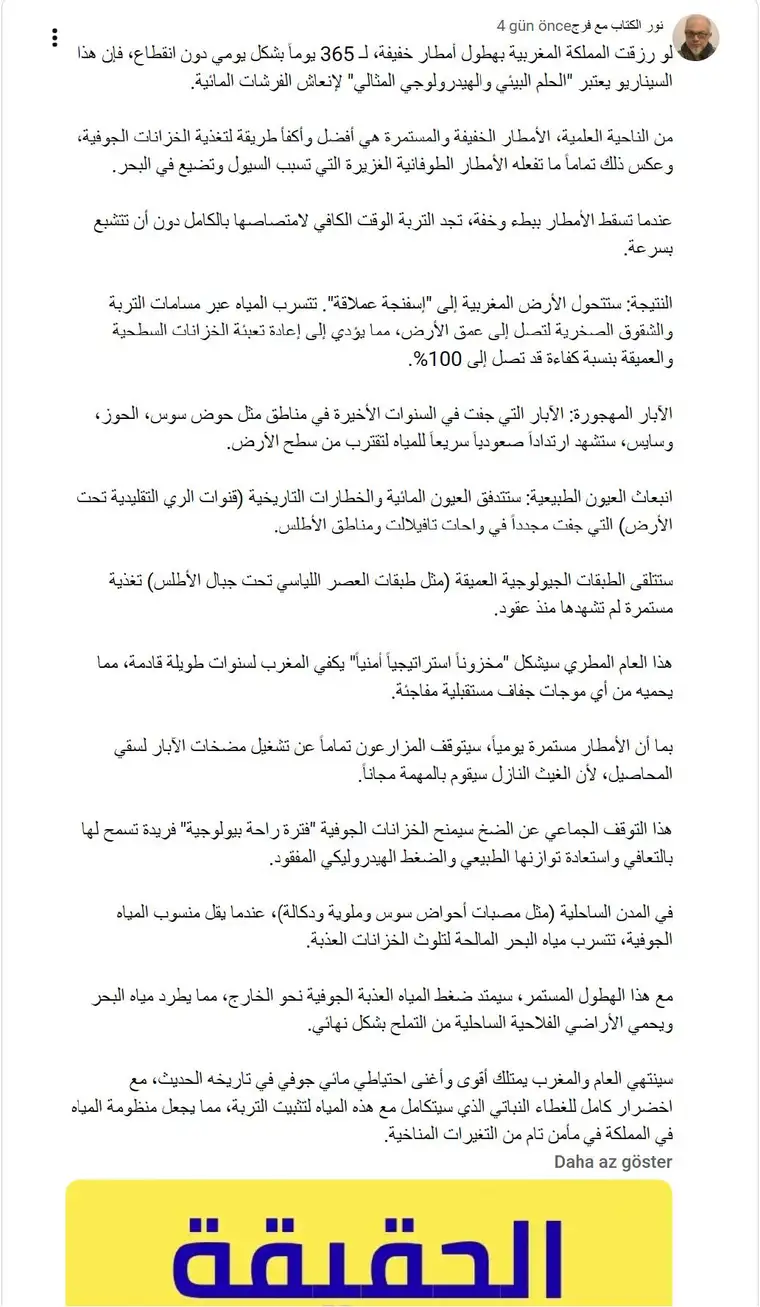 نور الكتاب مع فرج4 gün önce
لو رزقت المملكة المغربية بهطول أمطار خفيفة، لـ 365 يوماً بشكل يومي دون انقطاع، فإن هذا
السيناريو يعتبر "الحلم البيئي والهيدرولوجي المثالي" لإنعاش الفرشات المائية.
من الناحية العلمية، الأمطار الخفيفة والمستمرة هي أفضل وأكفأ طريقة لتغذية الخزانات الجوفية،
وعكس ذلك تماماً ما تفعله الأمطار الطوفانية الغزيرة التي تسبب السيول وتضيع في البحر.
عندما تسقط الأمطار ببطء وخفة، تجد التربة الوقت الكافي لامتصاصها بالكامل دون أن تتشبع
بسرعة.
النتيجة: ستتحول الأرض المغربية إلى "إسفنجة عملاقة". تتسرب المياه عبر مسامات التربة
والشقوق الصخرية لتصل إلى عمق الأرض، مما يؤدي إلى إعادة تعبئة الخزانات السطحية
والعميقة بنسبة كفاءة قد تصل إلى 100%.
الآبار المهجورة: الآبار التي جفت في السنوات الأخيرة في مناطق مثل حوض سوس، الحوز،
وسايس، ستشهد ارتداداً صعودياً سريعاً للمياه لتقترب من سطح الأرض.
انبعاث العيون الطبيعية: ستتدفق العيون المائية والخطارات التاريخية (قنوات الري التقليدية تحت
الأرض) التي جفت مجدداً في واحات تافيلالت ومناطق الأطلس.
ستتلقى الطبقات الجيولوجية العميقة (مثل طبقات العصر اللياسي تحت جبال الأطلس) تغذية
مستمرة لم تشهدها منذ عقود.
هذا العام المطري سيشكل "مخزوناً استراتيجياً أمنياً" يكفي المغرب لسنوات طويلة قادمة، مما
يحميه من أي موجات جفاف مستقبلية مفاجئة.
بما أن الأمطار مستمرة يومياً، سيتوقف المزارعون تماماً عن تشغيل مضخات الآبار لسقي
المحاصيل، لأن الغيث النازل سيقوم بالمهمة مجاناً.
هذا التوقف الجماعي عن الضخ سيمنح الخزانات الجوفية "فترة راحة بيولوجية" فريدة تسمح لها
بالتعافي واستعادة توازنها الطبيعي والضغط الهيدروليكي المفقود.
في المدن الساحلية (مثل مصبات أحواض سوس وملوية ودكالة)، عندما يقل منسوب المياه
الجوفية، تتسرب مياه البحر المالحة لتلوث الخزانات العذبة.
مع هذا الهطول المستمر، سيمتد ضغط المياه العذبة الجوفية نحو الخارج، مما يطرد مياه البحر
ويحمي الأراضي الفلاحية الساحلية من التملح بشكل نهائي.
سينتهي العام والمغرب يمتلك أقوى وأغنى احتياطي مائي جوفي في تاريخه الحديث، مع
اخضرار كامل للغطاء النباتي الذي سيتكامل مع هذه المياه لتثبيت التربة، مما يجعل منظومة المياه
في المملكة في مأمن تام من التغيرات المناخية.
Daha az göster
الحقيقة